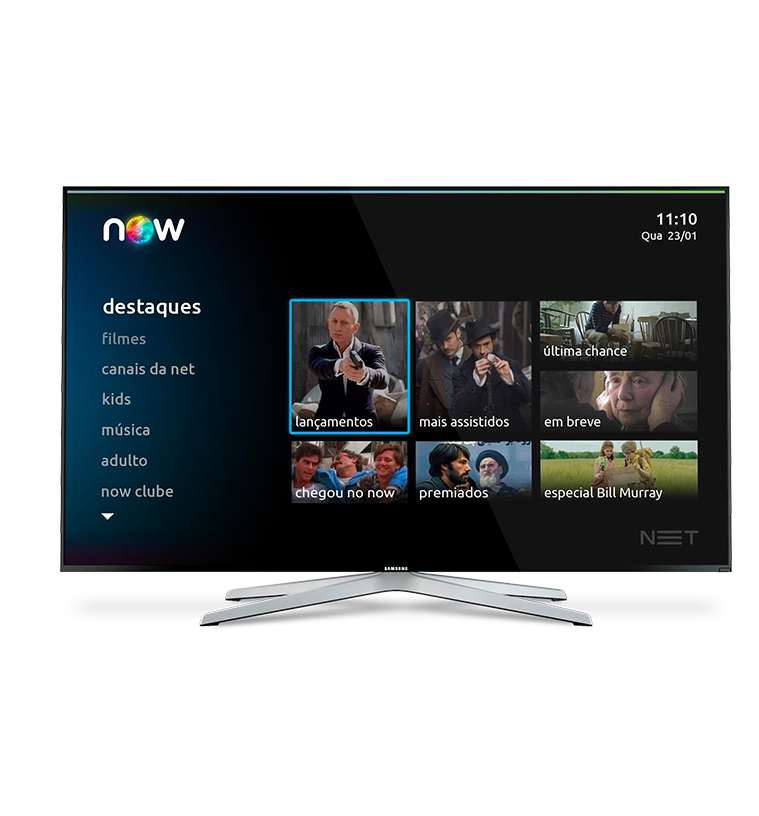 now
11:10
Qua 23/01
destaques
filmes
canais da net
kids
música
adulto
now clube
lançamentos
mais assistidos
última chance
em breve
chegou no now
premiados
especial Bill Murray
NET
SAMSUNG